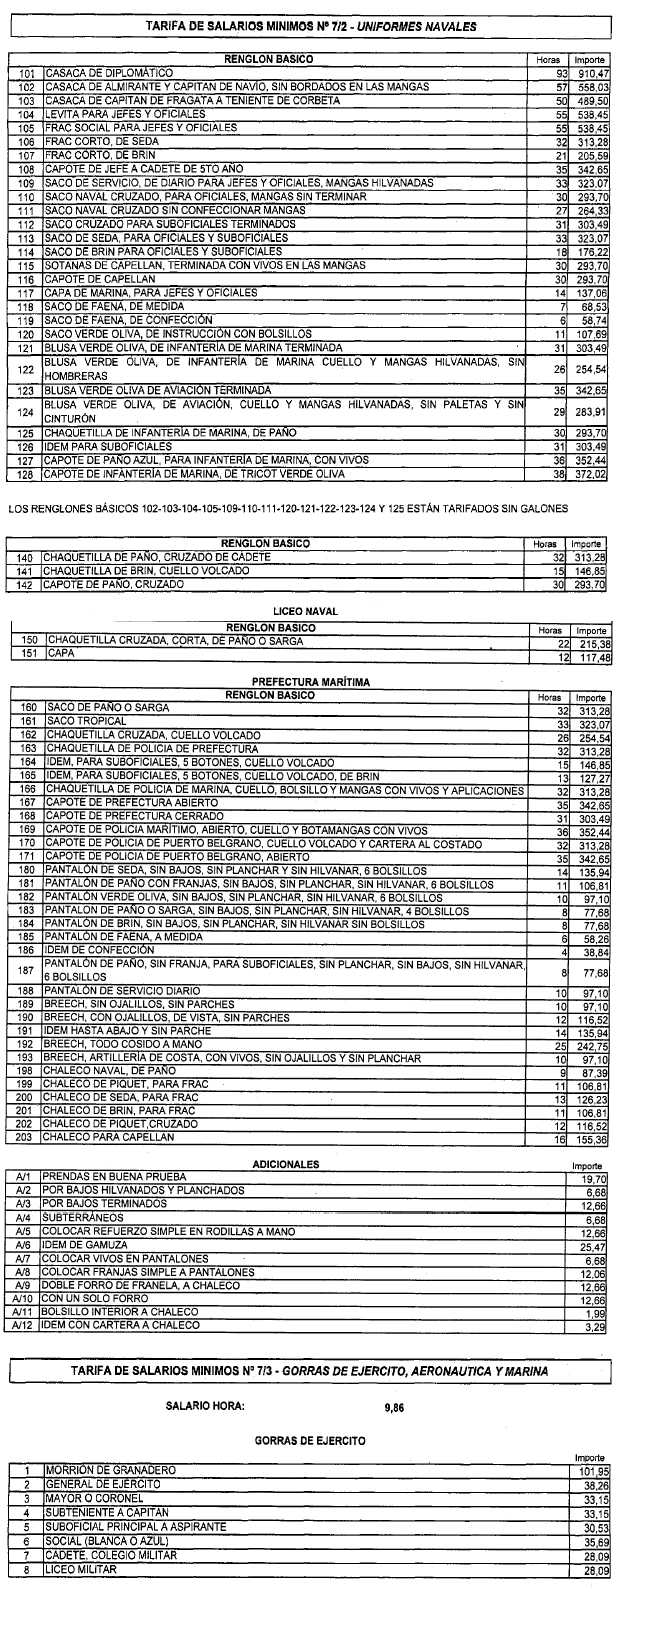 TARIFA DE SALARIOS MINIMOS Nº 7/2 - UNIFORMES NAVALES
RENGLON BASICO Horas Importe
101 CASACA DE DIPLOMÁTICO 93 910,47
102 CASACA DE ALMIRANTE Y CAPITAN DE NAVÍO, SIN BORDADOS EN LAS MANGAS 57 558,03
103 CASACA DE CAPITAN DE FRAGATA A TENIENTE DE CORBETA 50 489,50
104 LEVITA PARA JEFES Y OFICIALES 55 538,45
105 FRAC SOCIAL PARA JEFES Y OFICIALES 55 538,45
106 FRAC CORTO, DE SEDA 32 313,28
107 FRAC CORTO, DE BRIN 21 205,59
108 CAPOTE DE JEFE A CADETE DE 5TO AÑO 35 342,65
109 SACO DE SERVICIO, DE DIARIO PARA JEFES Y OFICIALES, MANGAS HILVANADAS 33 323,07
110 SACO NAVAL CRUZADO, PARA OFICIALES, MANGAS SIN TERMINAR 30 293,70
111 SACO NAVAL CRUZADO SIN CONFECCIONAR MANGAS 27 264,33
112 SACO CRUZADO PARA SUBOFICIALES TERMINADOS 31 303,49
113 SACO DE SEDA, PARA OFICIALES Y SUBOFICIALES 33 323,07
114 SACO DE BRIN PARA OFICIALES Y SUBOFICIALES 18 176,22
115 SOTANAS DE CAPELLAN, TERMINADA CON VIVOS EN LAS MANGAS 30 293,70
116 CAPOTE DE CAPELLAN 30 293,70
117 CAPA DE MARINA, PARA JEFES Y OFICIALES 14 137,06
118 SACO DE FAENA, DE MEDIDA 7 68,53
119 SACO DE FAENA, DE CONFECCIÓN 6 58,74
120 SACO VERDE OLIVA, DE INSTRUCCIÓN CON BOLSILLOS 11 107,69
121 BLUSA VERDE OLIVA, DE INFANTERÍA DE MARINA TERMINADA 31 303,49
122 BLUSA VERDE OLIVA, DE INFANTERÍA DE MARINA CUELLO Y MANGAS HILVANADAS, SIN
HOMBRERAS 26 254,54
123 BLUSA VERDE OLIVA DE AVIACIÓN TERMINADA 35 342,65
124 BLUSA VERDE OLIVA, DE AVIACIÓN, CUELLO Y MANGAS HILVANADAS, SIN PALETAS Y SIN
CINTURÓN 29 283,91
125 CHAQUETILLA DE INFANTERÍA DE MARINA, DE PAÑO 30 293,70
126 IDEM PARA SUBOFICIALES 31 303,49
127 CAPOTE DE PAÑO AZUL, PARA INFANTERÍA DE MARINA, CON VIVOS 36 352,44
128 CAPOTE DE INFANTERÍA DE MARINA, DE TRICOT VERDE OLIVA 38 372,02
LOS RENGLONES BÁSICOS 102-103-104-105-109-110-111-120-121-122-123-124 Y 125 ESTÁN TARIFADOS SIN GALONES
RENGLON BASICO Horas Importe
140 CHAQUETILLA DE PAÑO, CRUZADO DE CADETE 32 313,28
141 CHAQUETILLA DE BRIN, CUELLO VOLCADO 15 146,85
142 CAPOTE DE PAÑO, CRUZADO 30 293,70
LICEO NAVAL
RENGLON BASICO Horas Importe
150 CHAQUETILLA CRUZADA, CORTA, DE PAÑO O SARGA 22 215,38
151 CAPA 12 117,48
PREFECTURA MARÍTIMA
RENGLON BASICO Horas Importe
160 SACO DE PAÑO O SARGA 32 313,28
161 SACO TROPICAL 33 323,07
162 CHAQUETILLA CRUZADA, CUELLO VOLCADO 26 254,54
163 CHAQUETILLA DE POLICIA DE PREFECTURA 32 313,28
164 IDEM, PARA SUBOFICIALES, 5 BOTONES, CUELLO VOLCADO 15 146,85
165 IDEM, PARA SUBOFICIALES, 5 BOTONES, CUELLO VOLCADO, DE BRIN 13 127,27
166 CHAQUETILLA DE POLICIA DE MARINA, CUELLO, BOLSILLO Y MANGAS CON VIVOS Y APLICACIONES 32 313,28
167 CAPOTE DE PREFECTURA ABIERTO 35 342,65
168 CAPOTE DE PREFECTURA CERRADO 31 303,49
169 CAPOTE DE POLICIA MARÍTIMO, ABIERTO, CUELLO Y BOTAMANGAS CON VIVOS 36 352,44
170 CAPOTE DE POLICIA DE PUERTO BELGRANO, CUELLO VOLCADO Y CARTERA AL COSTADO 32 313,28
171 CAPOTE DE POLICIA DE PUERTO BELGRANO, ABIERTO 35 342,65
180 PANTALÓN DE SEDA, SIN BAJOS, SIN PLANCHAR Y SIN HILVANAR, 6 BOLSILLOS 14 135,94
181 PANTALÓN DE PAÑO CON FRANJAS, SIN BAJOS, SIN PLANCHAR, SIN HILVANAR, 6 BOLSILLOS 11 106,81
182 PANTALÓN VERDE OLIVA, SIN BAJOS, SIN PLANCHAR, SIN HILVANAR, 6 BOLSILLOS 10 97,10
183 PANTALON DE PAÑO O SARGA, SIN BAJOS, SIN PLANCHAR, SIN HILVANAR, 4 BOLSILLOS 8 77,68
184 PANTALÓN DE BRIN, SIN BAJOS, SIN PLANCHAR, SIN HILVANAR SIN BOLSILLOS 8 77,68
185 PANTALÓN DE FAENA, A MEDIDA 6 58,26
186 IDEM DE CONFECCIÓN 4 38,84
187 PANTALÓN DE PAÑO, SIN FRANJA, PARA SUBOFICIALES, SIN PLANCHAR, SIN BAJOS, SIN HILVANAR,
6 BOLSILLOS 8 77,68
188 PANTALÓN DE SERVICIO DIARIO 10 97,10
189 BREECH, SIN OJALILLOS, SIN PARCHES 10 97,10
190 BREECH, CON OJALILLOS, DE VISTA, SIN PARCHES 12 116,52
191 IDEM HASTA ABAJO Y SIN PARCHE 14 135,94
192 BREECH, TODO COSIDO A MANO 25 242,75
193 BREECH, ARTILLERÍA DE COSTA, CON VIVOS, SIN OJALILLOS Y SIN PLANCHAR 10 97,10
198 CHALECO NAVAL, DE PAÑO 9 87,39
199 CHALECO DE PIQUET, PARA FRAC 11 106,81
200 CHALECO DE SEDA, PARA FRAC 13 126,23
201 CHALECO DE BRIN, PARA FRAC 11 106,81
202 CHALECO DE PIQUET,CRUZADO 12 116,52
203 CHALECO PARA CAPELLAN 16 155,36
ADICIONALES Importe
A/1 PRENDAS EN BUENA PRUEBA 19,70
A/2 POR BAJOS HILVANADOS Y PLANCHADOS 6,68
A/3 POR BAJOS TERMINADOS 12,66
A/4 SUBTERRÁNEOS 6,68
A/5 COLOCAR REFUERZO SIMPLE EN RODILLAS A MANO 12,66
A/6 IDEM DE GAMUZA 25,47
A/7 COLOCAR VIVOS EN PANTALONES 6,68
A/8 COLOCAR FRANJAS SIMPLE A PANTALONES 12,06
A/9 DOBLE FORRO DE FRANELA, A CHALECO 12,66
A/10 CON UN SOLO FORRO 12,66
A/11 BOLSILLO INTERIOR A CHALECO 1,99
A/12 IDEM CON CARTERA A CHALECO 3,29
TARIFA DE SALARIOS MINIMOS Nº 7/3 - GORRAS DE EJERCITO, AERONAUTICA Y MARINA
SALARIO HORA: 9,86
GORRAS DE EJERCITO
Importe
1 MORRIÓN DE GRANADERO 101,95
2 GENERAL DE EJÉRCITO 38,26
3 MAYOR O CORONEL 33,15
4 SUBTENIENTE A CAPITAN 33,15
5 SUBOFICIAL PRINCIPAL A ASPIRANTE 30,53
6 SOCIAL (BLANCA O AZUL) 35,69
7 CADETE, COLEGIO MILITAR 28,09
8 LICEO MILITAR 28,09